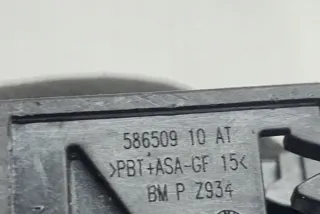 586509 10 AT
>PBT+ASA-GF 15<
BM P Z934